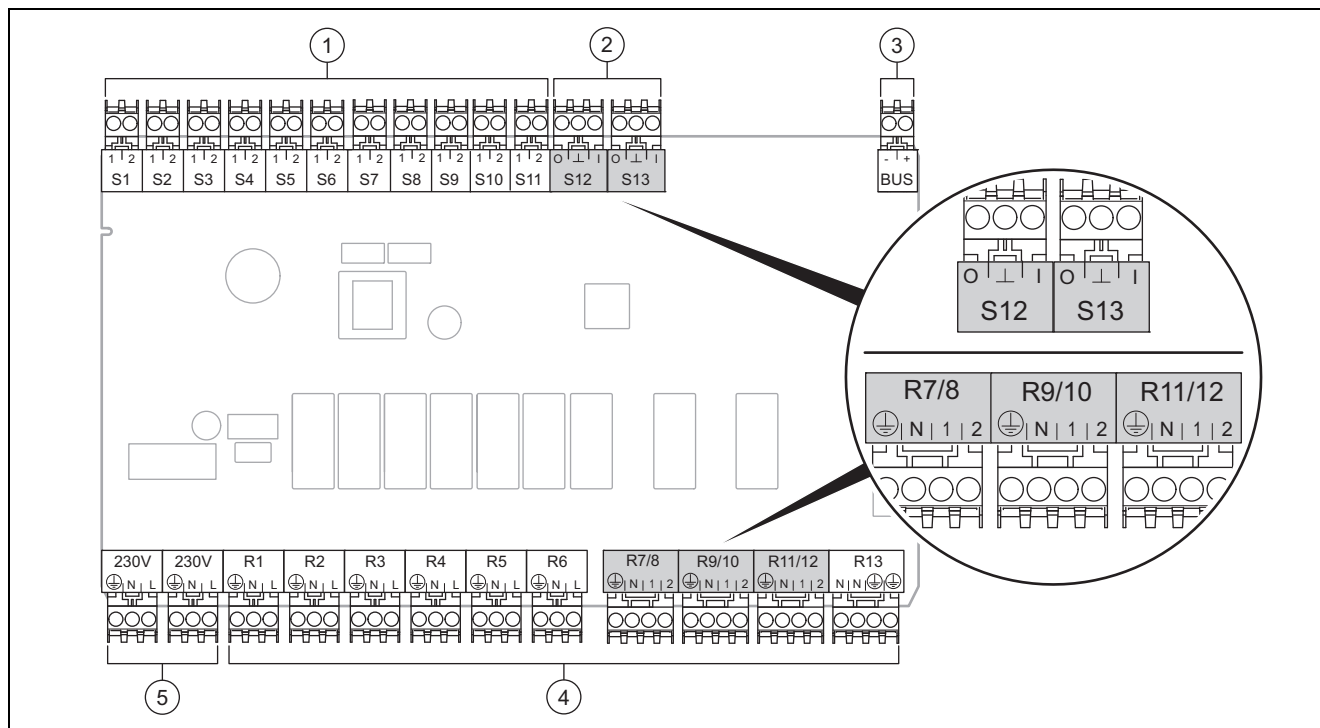 1 2 3
1 2 1 2 1 2 1 2 1 2 1 2 1 2 1 2 1 2 1 2 1 2 O ⊥ I O ⊥ I - +
S1 S2 S3 S4 S5 S6 S7 S8 S9 S10 S11 S12 S13 BUS
O ⊥ I O ⊥ I
S12 S13
R7/8 R9/10 R11/12
⏚ N 1 2 ⏚ N 1 2 ⏚ N 1 2
230V 230V R1 R2 R3 R4 R5 R6 R7/8 R9/10 R11/12 R13
⏚ N L ⏚ N L ⏚ N L ⏚ N L ⏚ N L ⏚ N L ⏚ N L ⏚ N L ⏚ N 1 2 ⏚ N 1 2 ⏚ N 1 2 N N ⏚ ⏚
5 4